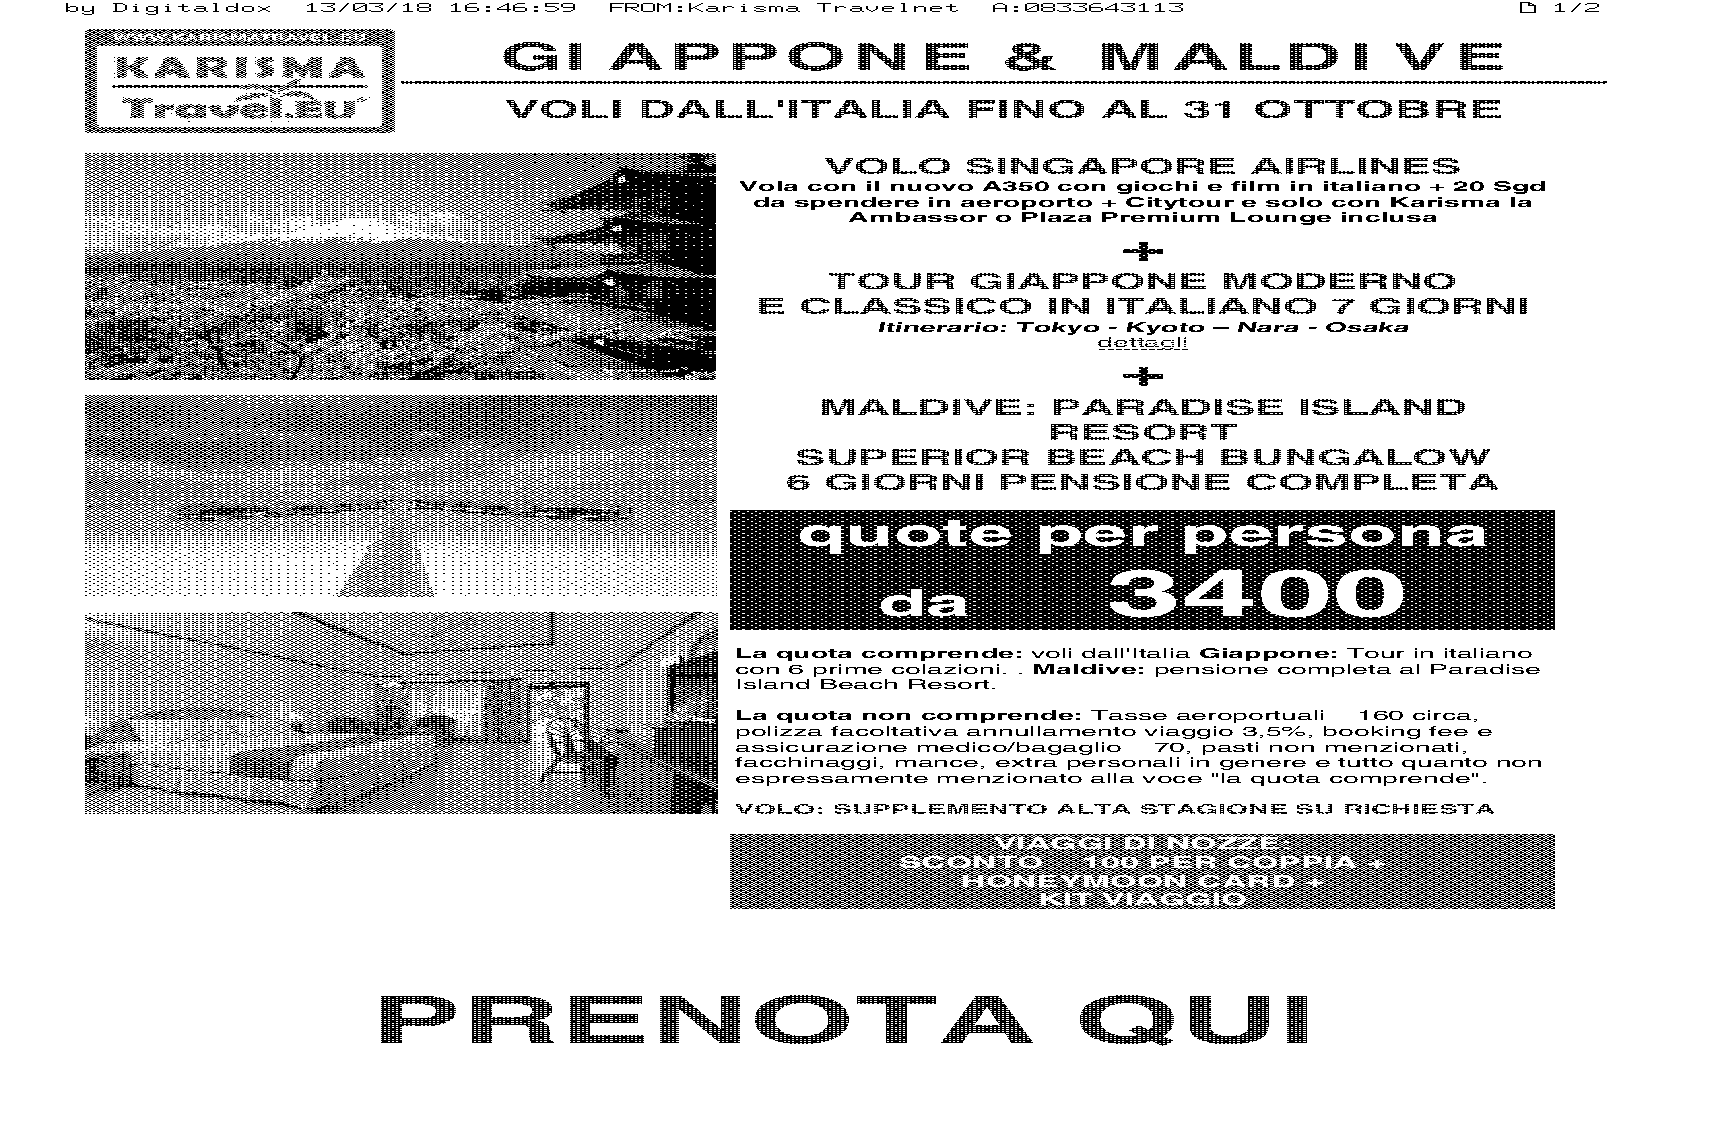 by Digitaldox 13/03/18 16:46:59 FROM:Karisma Travelnet A:0833643113 1/2
KARISMA
Travel.EU
GIAPPONE & MALDIVE
VOLI DALL'ITALIA FINO AL 31 OTTOBRE
VOLO SINGAPORE AIRLINES
Vola con il nuovo A350 con giochi e film in italiano + 20 Sgd
da spendere in aeroporto + Citytour e solo con Karisma la
Ambassor o Plaza Premium Lounge inclusa
+
TOUR GIAPPONE MODERNO
E CLASSICO IN ITALIANO 7 GIORNI
Itinerario: Tokyo - Kyoto – Nara - Osaka
dettagli
+
MALDIVE: PARADISE ISLAND
RESORT
SUPERIOR BEACH BUNGALOW
6 GIORNI PENSIONE COMPLETA
quote per persona
da 3400
La quota comprende: voli dall'Italia Giappone: Tour in italiano
con 6 prime colazioni. . Maldive: pensione completa al Paradise
Island Beach Resort.
La quota non comprende: Tasse aeroportuali 160 circa,
polizza facoltativa annullamento viaggio 3,5%, booking fee e
assicurazione medico/bagaglio 70, pasti non menzionati,
facchinaggi, mance, extra personali in genere e tutto quanto non
espressamente menzionato alla voce "la quota comprende".
VOLO: SUPPLEMENTO ALTA STAGIONE SU RICHIESTA
VIAGGI DI NOZZE:
SCONTO 100 PER COPPIA +
HONEYMOON CARD +
KIT VIAGGIO
PRENOTA QUI